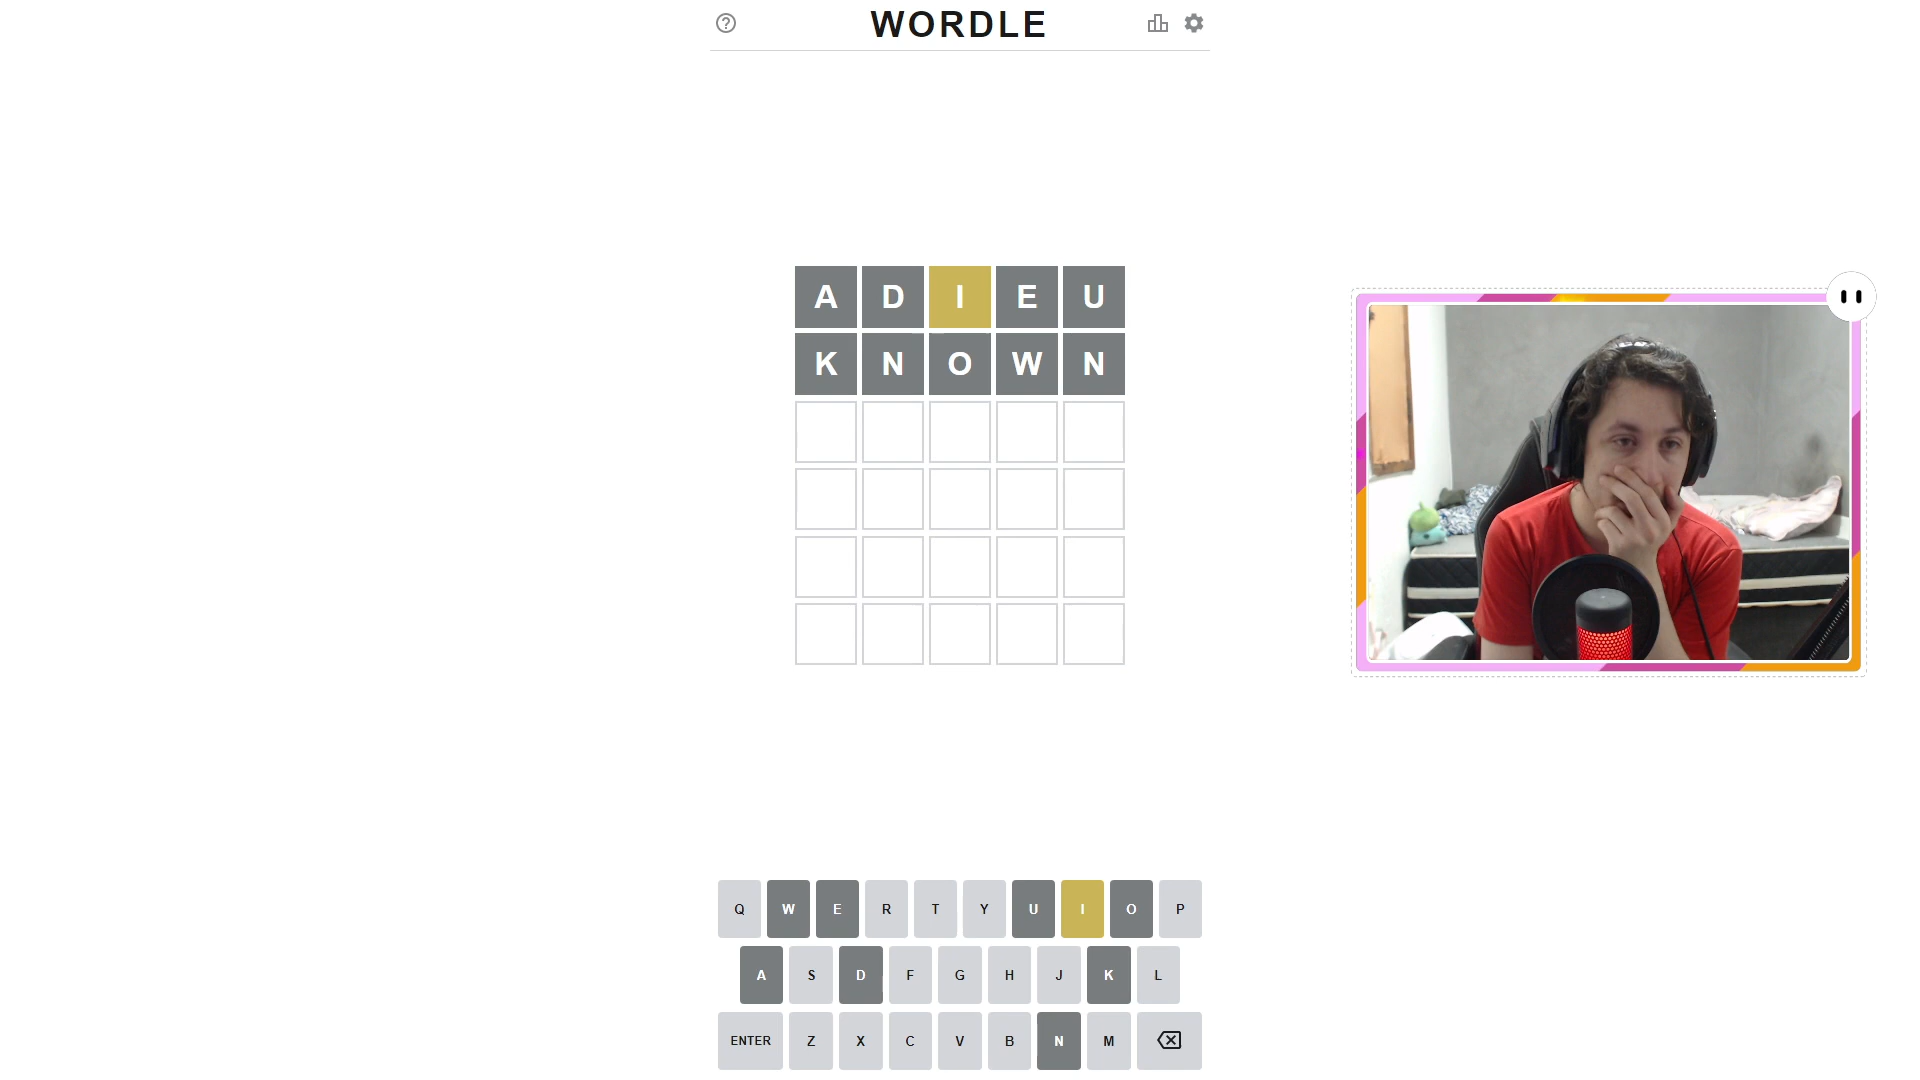 WORDLE
A D I E U
K N O W N
Q W E R T Y U I O P
A S D F G H J K L
ENTER Z X C V B N M